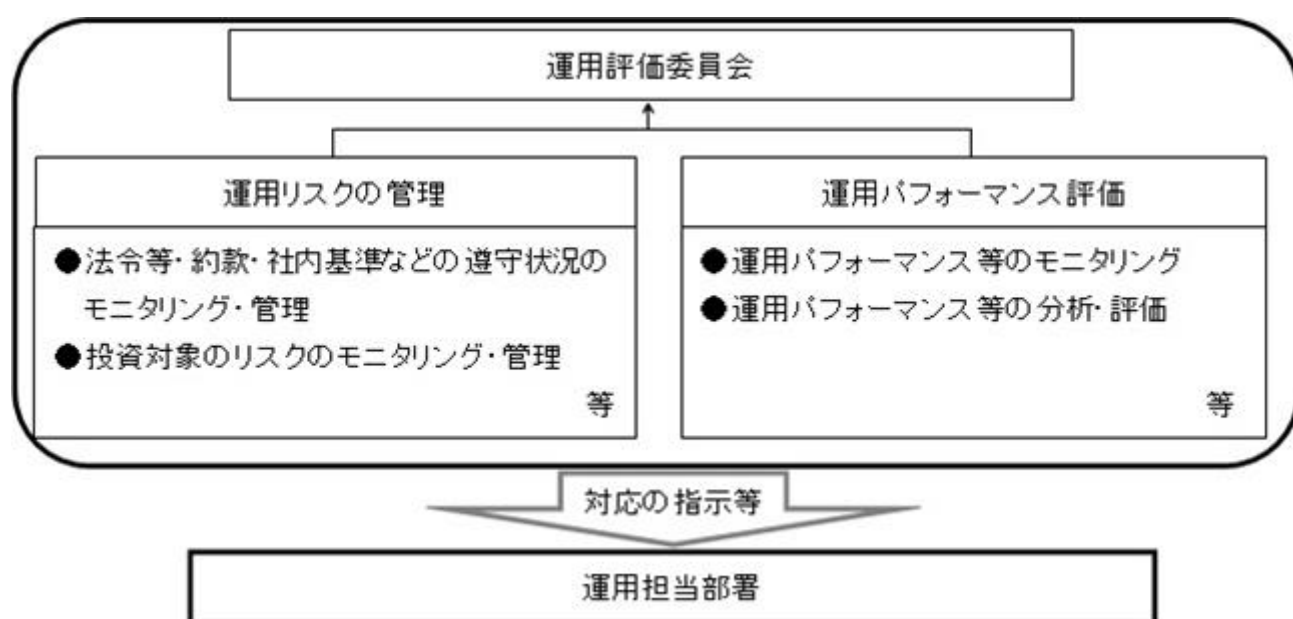 運用評価委員会
運用リスクの管理
●法令等・約款・社内基準などの遵守状況の
モニタリング・管理
●投資対象のリスクのモニタリング・管理
等
運用パフォーマンス評価
●運用パフォーマンス等のモニタリング
●運用パフォーマンス等の分析・評価
等
対応の指示等
運用担当部署